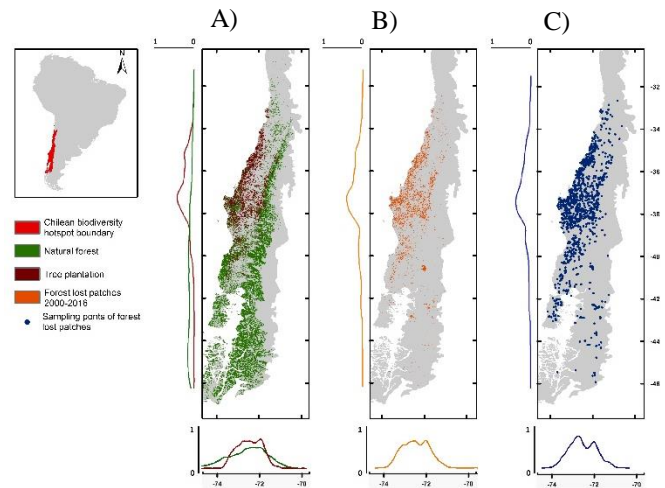 A)
B)
C)
1 0
1 0
1 0
N
-32
-34
-36
-38
-40
-42
-44
-46
-48
Chilean biodiversity
hotspot boundary
Natural forest
Tree plantation
Forest lost patches
2000-2016
Sampling ponts of forest
lost patches
1
0
-74 -72 -70
1
0
-74 -72 -70
1
0
-74 -72 -70